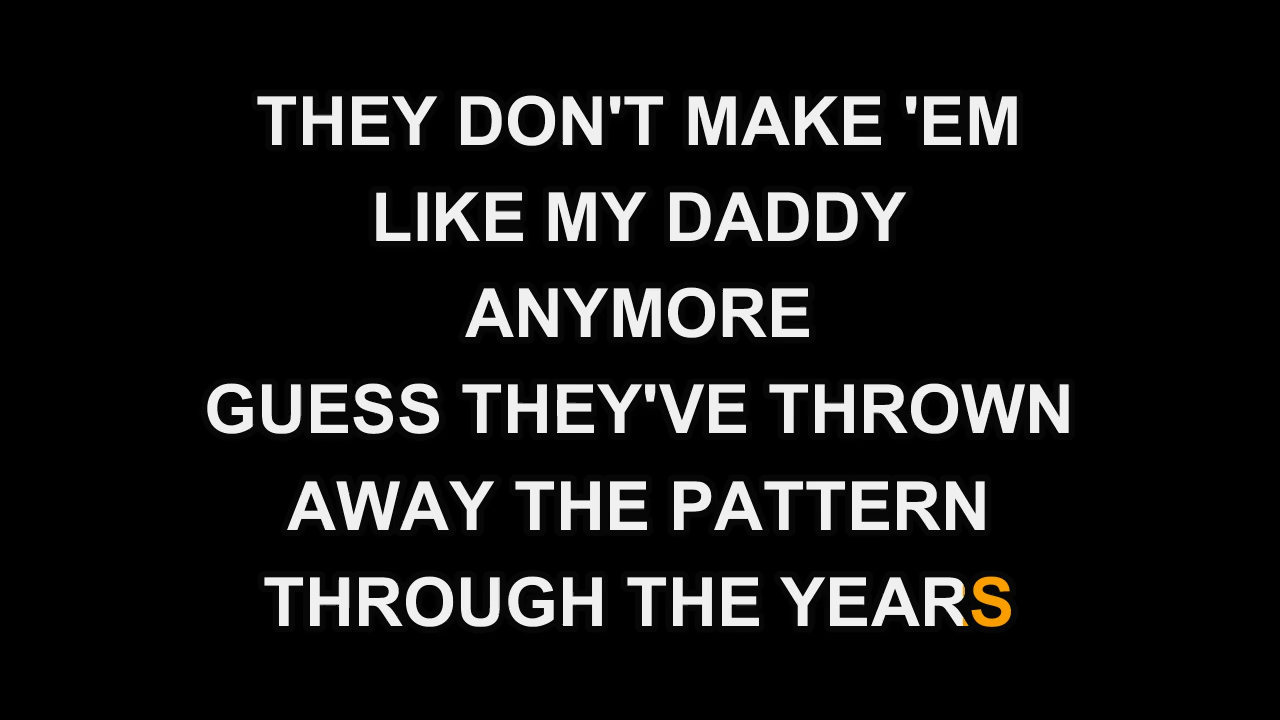 THEY DON'T MAKE 'EM
LIKE MY DADDY
ANYMORE
GUESS THEY'VE THROWN
AWAY THE PATTERN
THROUGH THE YEARS